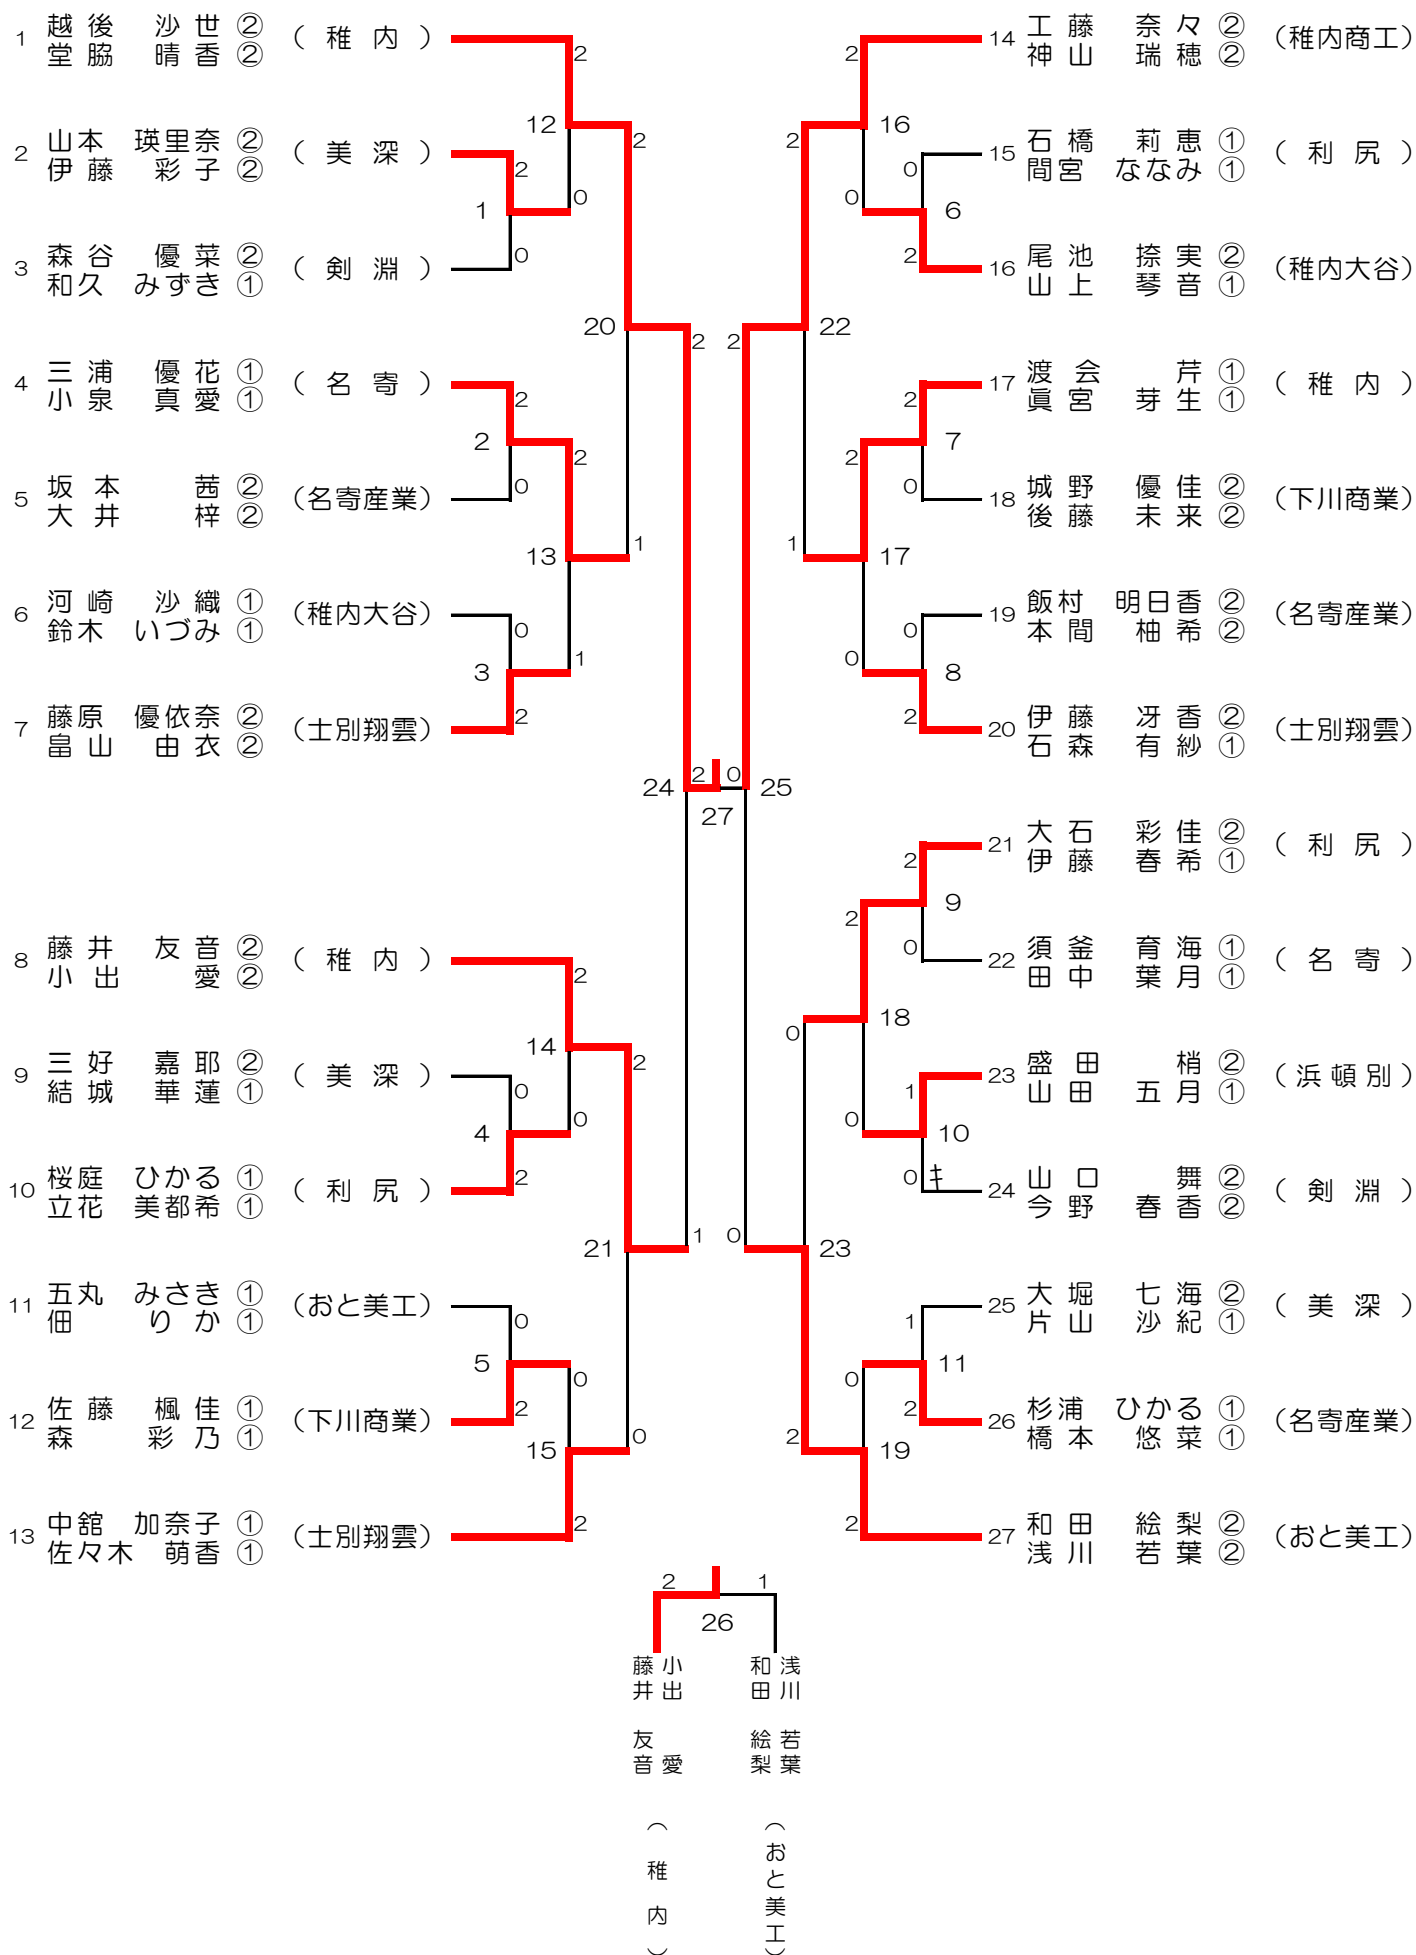 1 越後 沙世 ② (稚内)
堂脇 晴香 ②
2 山本 瑛里奈 ② (美深)
伊藤 彩子 ②
3 森谷 優菜 ② (剣淵)
和久 みずき ①
4 三浦 優花 ① (名寄)
小泉 真愛 ①
5 坂本 茜 ② (名寄産業)
大井 梓 ②
6 河崎 沙織 ① (稚内大谷)
鈴木 いづみ ①
7 藤原 優依奈 ② (士別翔雲)
畠山 由衣 ②
8 藤井 友音 ② (稚内)
小出 愛 ②
9 三好 嘉耶 ② (美深)
結城 華蓮 ①
10 桜庭 ひかる ① (利尻)
立花 美都希 ①
11 五丸 みさき ① (おと美工)
佃 りか ①
12 佐藤 楓佳 ① (下川商業)
森 彩乃 ①
13 中舘 加奈子 ① (士別翔雲)
佐々木 萌香 ①
2
12
2
2
1
0
0
20
2
2
2
2
0
13
1
0
3
1
2
24
2
14
2
0
4
0
2
21
1
0
5
0
2
15
0
2
2 0
27
14 工藤 奈々 ② (稚内商工)
神山 瑞穂 ②
15 石橋 莉恵 ① (利尻)
間宮 ななみ ①
16 尾池 捺実 ② (稚内大谷)
山上 琴音 ①
17 渡会 芹 ① (稚内)
眞宮 芽生 ①
18 城野 優佳 ② (下川商業)
後藤 未来 ②
19 飯村 明日香 ② (名寄産業)
本間 柚希 ②
20 伊藤 冴香 ② (士別翔雲)
石森 有紗 ①
21 大石 彩佳 ② (利尻)
伊藤 春希 ①
22 須釜 育海 ① (名寄)
田中 葉月 ①
23 盛田 梢 ② (浜頓別)
山田 五月 ①
24 山口 舞 ② (剣淵)
今野 春香 ②
25 大堀 七海 ② (美深)
片山 沙紀 ①
26 杉浦 ひかる ① (名寄産業)
橋本 悠菜 ①
27 和田 絵梨 ② (おと美工)
浅川 若葉 ②
2
16
2
0
0
6
2
22
2
2
7
2
0
1
17
0
0
8
2
25
2
9
2
0
0
18
1
0
10
0キ
0
23
1
11
0
2
2
19
2
2 1
26
藤井 友音
小出 愛
(稚内)
和田 絵梨
浅川 若葉
(おと美工)